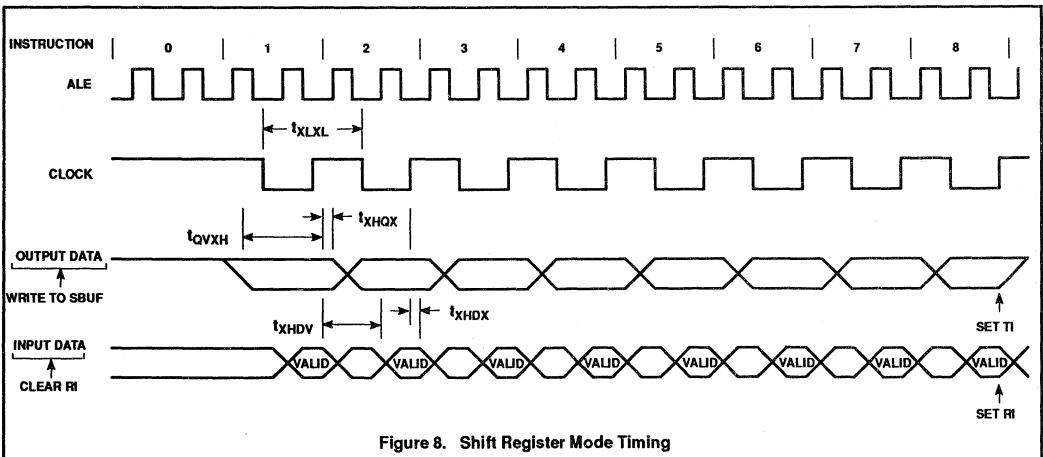 INSTRUCTION 0 1 2 3 4 5 6 7 8
ALE
tXLXL
CLOCK
tXHQX
tQVXH
OUTPUT DATA
WRITE TO SBUF
tXHDX
tXHDV
SET TI
INPUT DATA
VALID VALID VALID VALID VALID VALID VALID VALID
CLEAR RI
SET RI
Figure 8. Shift Register Mode Timing